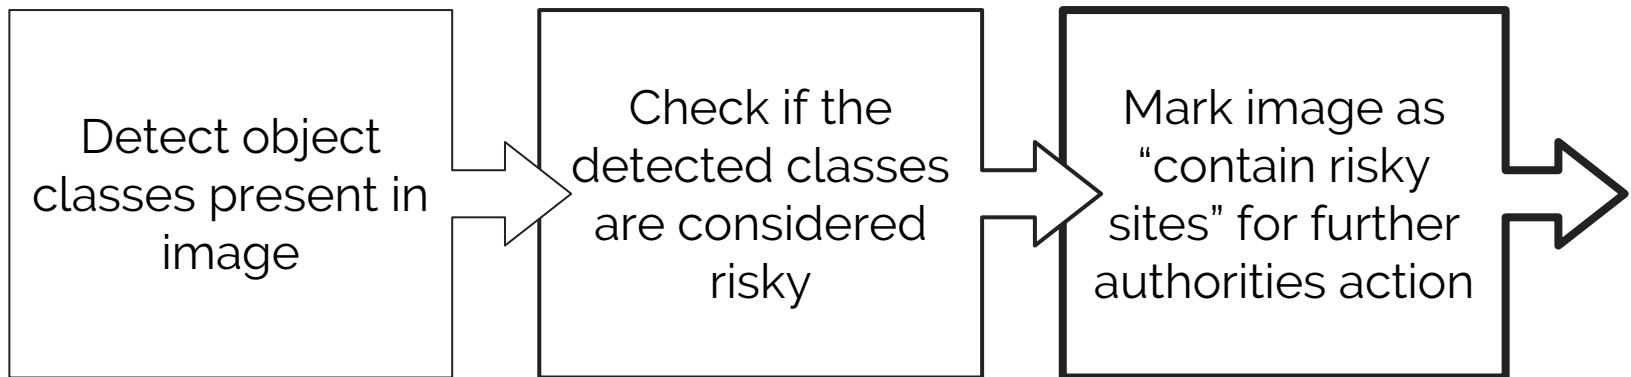 Detect object
classes present in
image
Check if the
detected classes
are considered
risky
Mark image as
“contain risky
sites” for further
authorities action